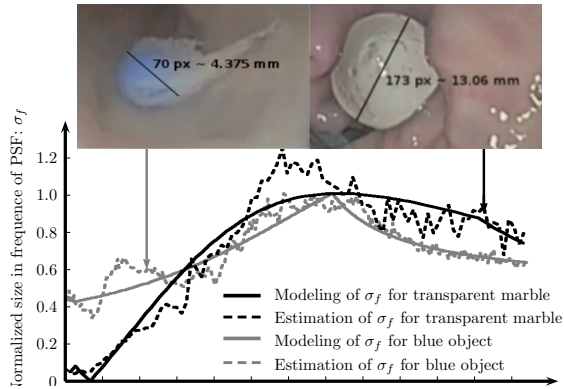 70 px ~ 4.375 mm
173 px ~ 13.06 mm
Normalized size in frequence of PSF: σf
1.2
1.0
0.8
0.6
0.4
0.2
0
Modeling of σf for transparent marble
Estimation of σf for transparent marble
Modeling of σf for blue object
Estimation of σf for blue object